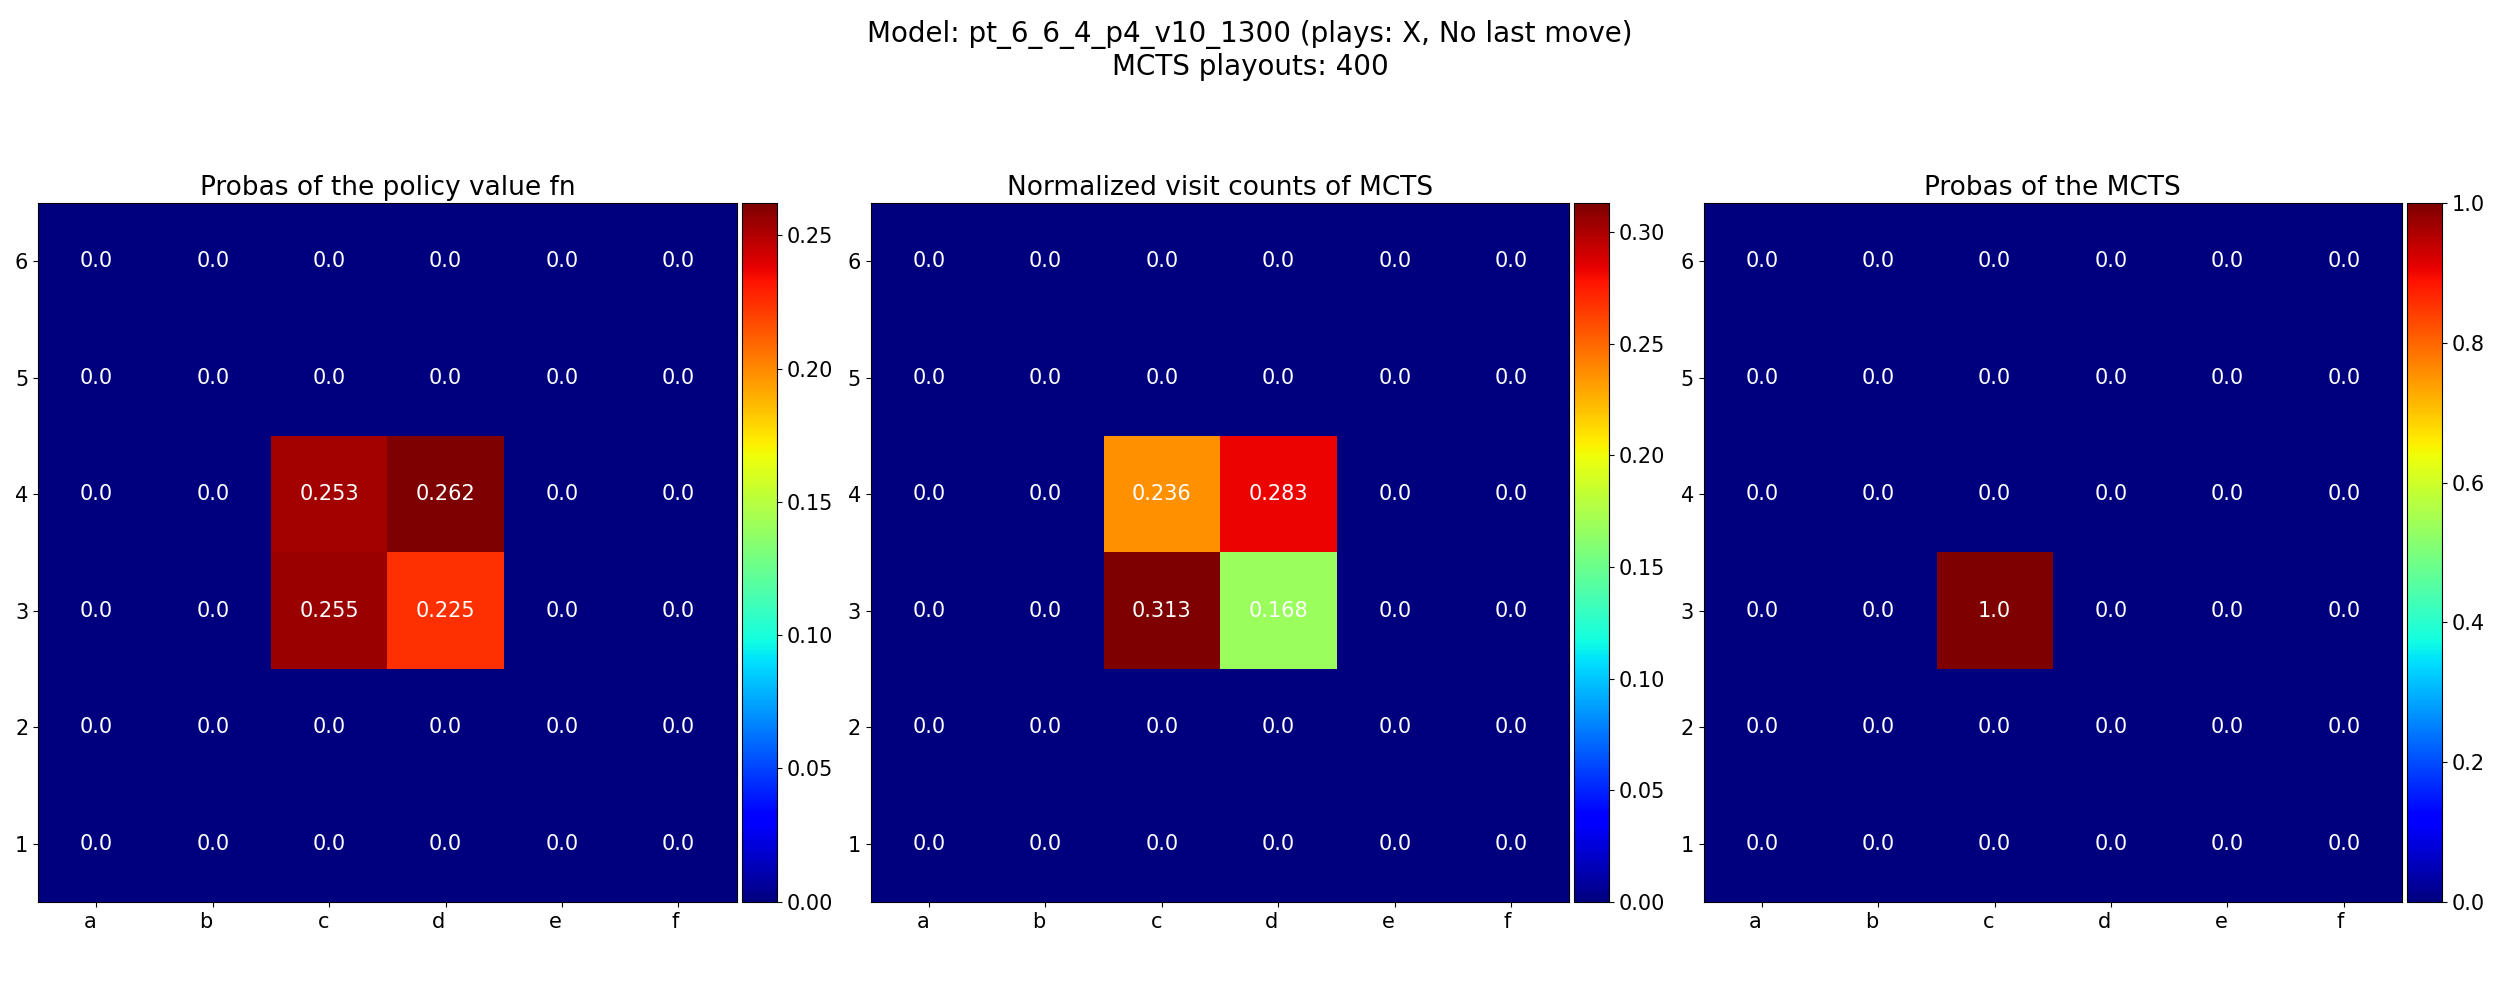 Model: pt_6_6_4_p4_v10_1300 (plays: X, No last move)
MCTS playouts: 400
Probas of the policy value fn
6 0.0 0.0 0.0 0.0 0.0 0.0
5 0.0 0.0 0.0 0.0 0.0 0.0
4 0.0 0.0 0.253 0.262 0.0 0.0
3 0.0 0.0 0.255 0.225 0.0 0.0
2 0.0 0.0 0.0 0.0 0.0 0.0
1 0.0 0.0 0.0 0.0 0.0 0.0
a b c d e f
0.25
0.20
0.15
0.10
0.05
0.00
Normalized visit counts of MCTS
6 0.0 0.0 0.0 0.0 0.0 0.0
5 0.0 0.0 0.0 0.0 0.0 0.0
4 0.0 0.0 0.236 0.283 0.0 0.0
3 0.0 0.0 0.313 0.168 0.0 0.0
2 0.0 0.0 0.0 0.0 0.0 0.0
1 0.0 0.0 0.0 0.0 0.0 0.0
a b c d e f
0.30
0.25
0.20
0.15
0.10
0.05
0.00
Probas of the MCTS
6 0.0 0.0 0.0 0.0 0.0 0.0
5 0.0 0.0 0.0 0.0 0.0 0.0
4 0.0 0.0 0.0 0.0 0.0 0.0
3 0.0 0.0 1.0 0.0 0.0 0.0
2 0.0 0.0 0.0 0.0 0.0 0.0
1 0.0 0.0 0.0 0.0 0.0 0.0
a b c d e f
1.0
0.8
0.6
0.4
0.2
0.0